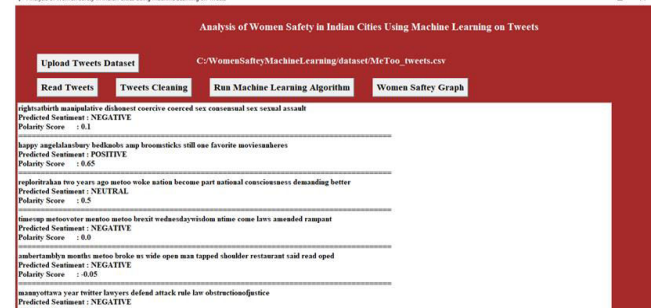 Analysis of Women Safety in Indian Cities Using Machine Learning on Tweets
Upload Tweets Dataset C:/WomenSafteyMachineLearning/dataset/MeToo_tweets.csv
Read Tweets Tweets Cleaning Run Machine Learning Algorithm Women Saftey Graph
rightsatbirth manipulative dishonest coercive coerced sex consensual sex sexual assault
Predicted Sentiment : NEGATIVE
Polarity Score : 0.1
happy angelalansbury bedknobs amp broomsticks still one favorite moviesnnheres
Predicted Sentiment : POSITIVE
Polarity Score : 0.65
reploritrahan two years ago metoo woke nation become part national consciousness demanding better
Predicted Sentiment : NEUTRAL
Polarity Score : 0.5
timesup metoovoter mentoo metoo brexit wednesdaywisdom ntime come laws amended rampant
Predicted Sentiment : NEGATIVE
Polarity Score : 0.0
ambertamblyn months metoo broke us wide open man tapped shoulder restaurant said read oped
Predicted Sentiment : NEGATIVE
Polarity Score : -0.05
mannyottawa year twitter lawyers defend attack rule law obstructionofjustice
Predicted Sentiment : NEGATIVE